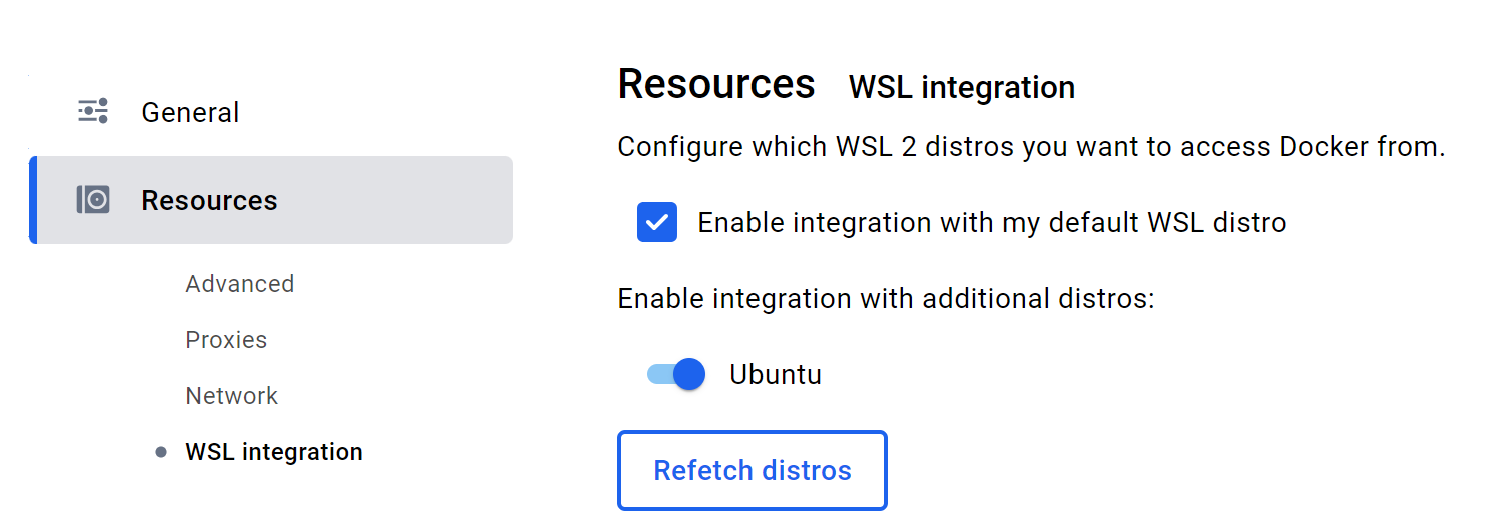 General
Resources
Advanced
Proxies
Network
WSL integration
Resources WSL integration
Configure which WSL 2 distros you want to access Docker from.
Enable integration with my default WSL distro
Enable integration with additional distros:
Ubuntu
Refetch distros